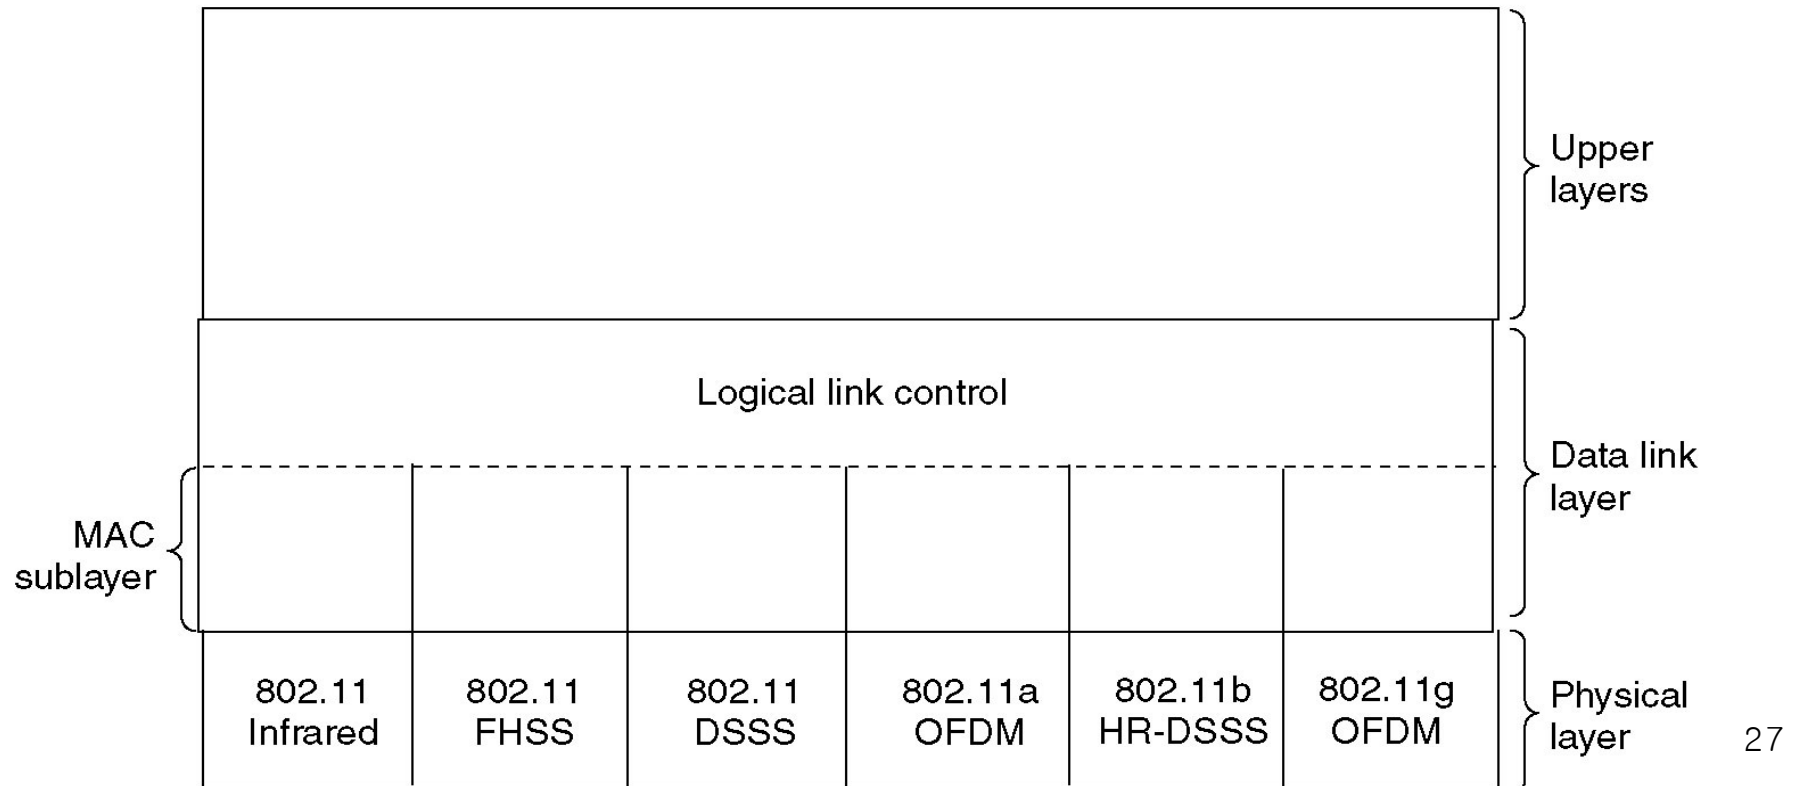 Upper
layers
Logical link control
Data link
layer
MAC
sublayer
802.11
Infrared
802.11
FHSS
802.11
DSSS
802.11a
OFDM
802.11b
HR-DSSS
802.11g
OFDM
Physical
layer
27